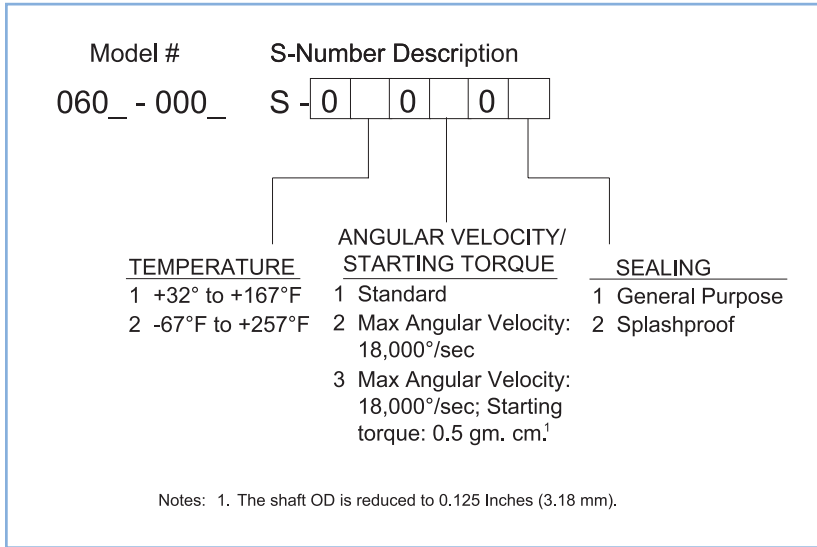 Model # S-Number Description
060_ - 000_ S - 0 0 0
TEMPERATURE
1 +32° to +167°F
2 -67°F to +257°F
ANGULAR VELOCITY/
STARTING TORQUE
1 Standard
2 Max Angular Velocity:
18,000°/sec
3 Max Angular Velocity:
18,000°/sec; Starting
torque: 0.5 gm. cm.¹
SEALING
1 General Purpose
2 Splashproof
Notes: 1. The shaft OD is reduced to 0.125 Inches (3.18 mm).